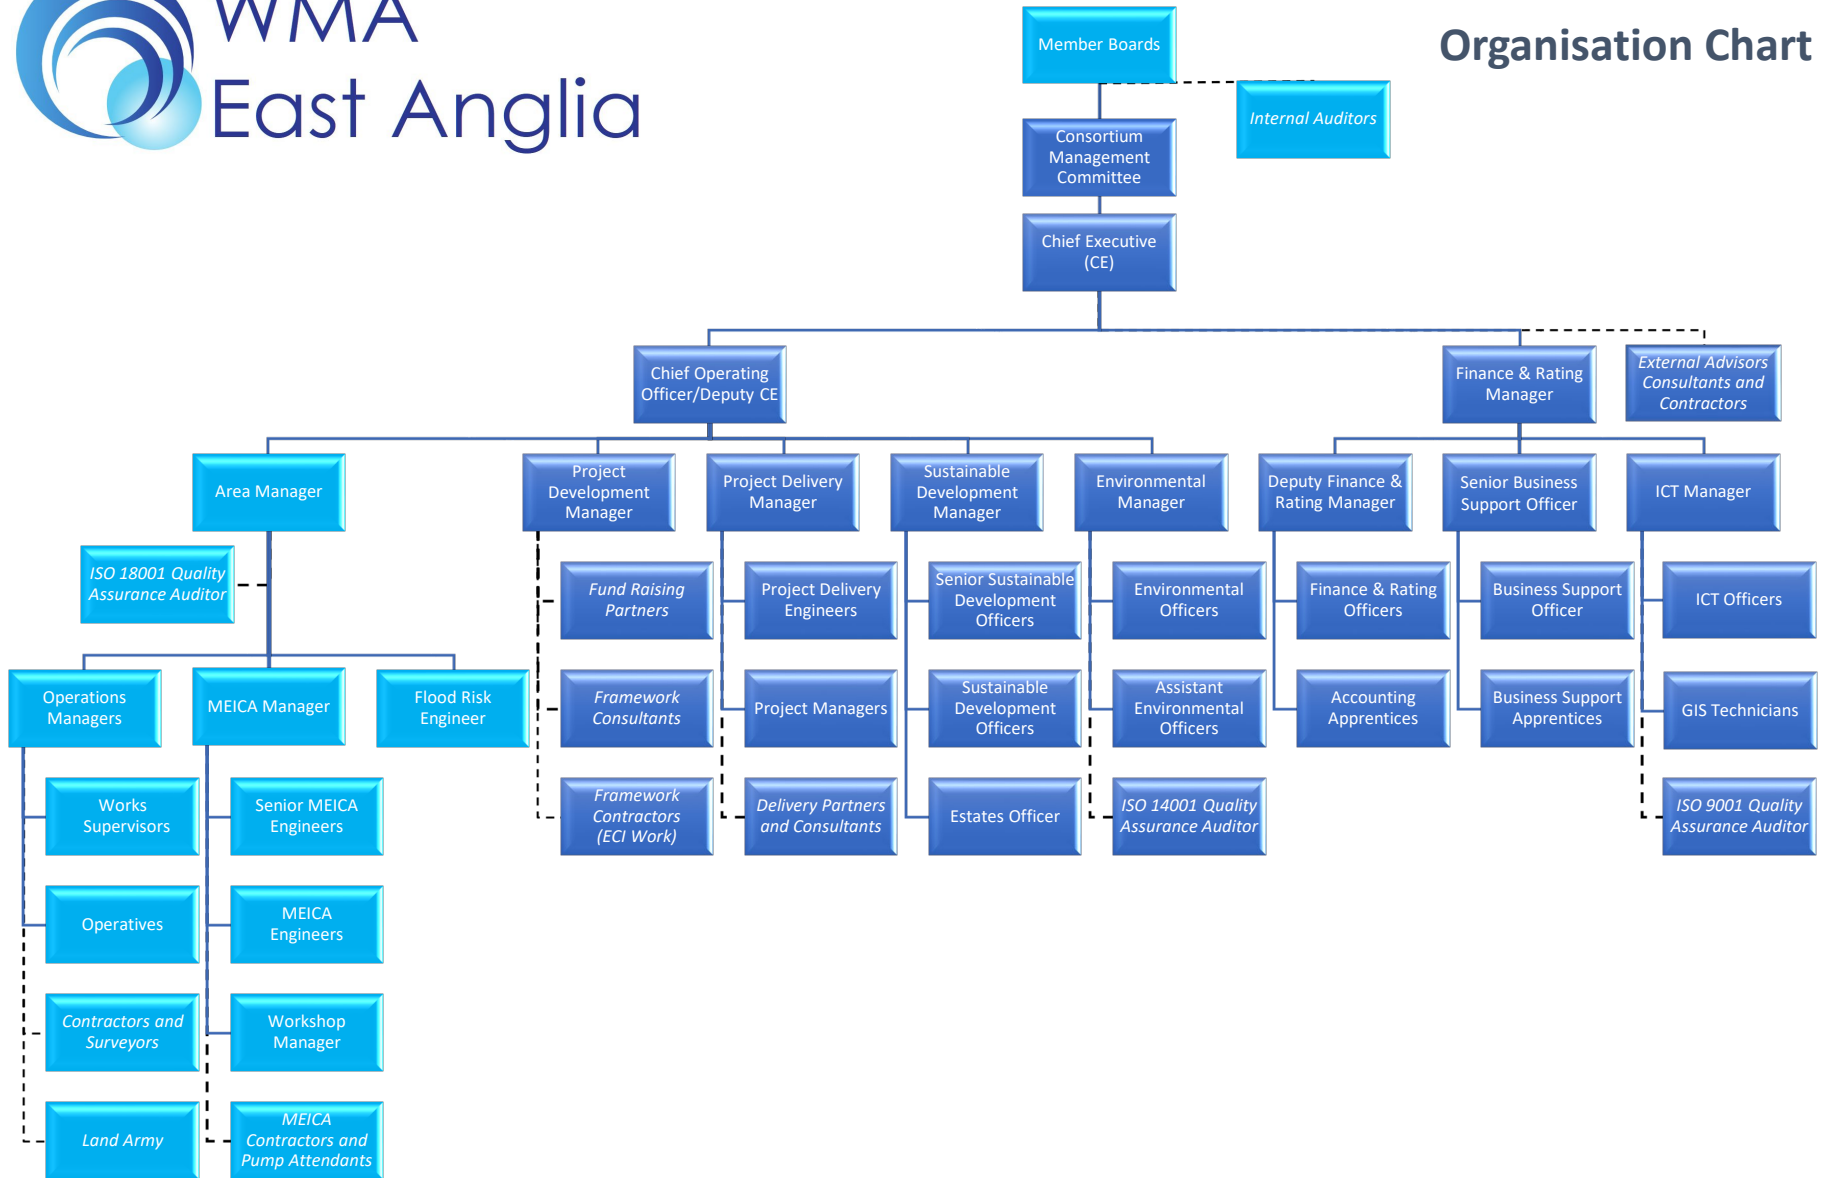 WMA
East Anglia
Organisation Chart
Member Boards
Internal Auditors
Consortium
Management
Committee
Chief Executive
(CE)
Chief Operating
Officer/Deputy CE
Finance & Rating
Manager
External Advisors
Consultants and
Contractors
Area Manager
Project
Development
Manager
Project Delivery
Manager
Sustainable
Development
Manager
Environmental
Manager
Deputy Finance &
Rating Manager
Senior Business
Support Officer
ICT Manager
ISO 18001 Quality
Assurance Auditor
Fund Raising
Partners
Project Delivery
Engineers
Senior Sustainable
Development
Officers
Environmental
Officers
Finance & Rating
Officers
Business Support
Officer
ICT Officers
Operations
Managers
MEICA Manager
Flood Risk
Engineer
Framework
Consultants
Project Managers
Sustainable
Development
Officers
Assistant
Environmental
Officers
Accounting
Apprentices
Business Support
Apprentices
GIS Technicians
Works
Supervisors
Senior MEICA
Engineers
Framework
Contractors
(ECI Work)
Delivery Partners
and Consultants
Estates Officer
ISO 14001 Quality
Assurance Auditor
ISO 9001 Quality
Assurance Auditor
Operatives
MEICA
Engineers
Contractors and
Surveyors
Workshop
Manager
Land Army
MEICA
Contractors and
Pump Attendants